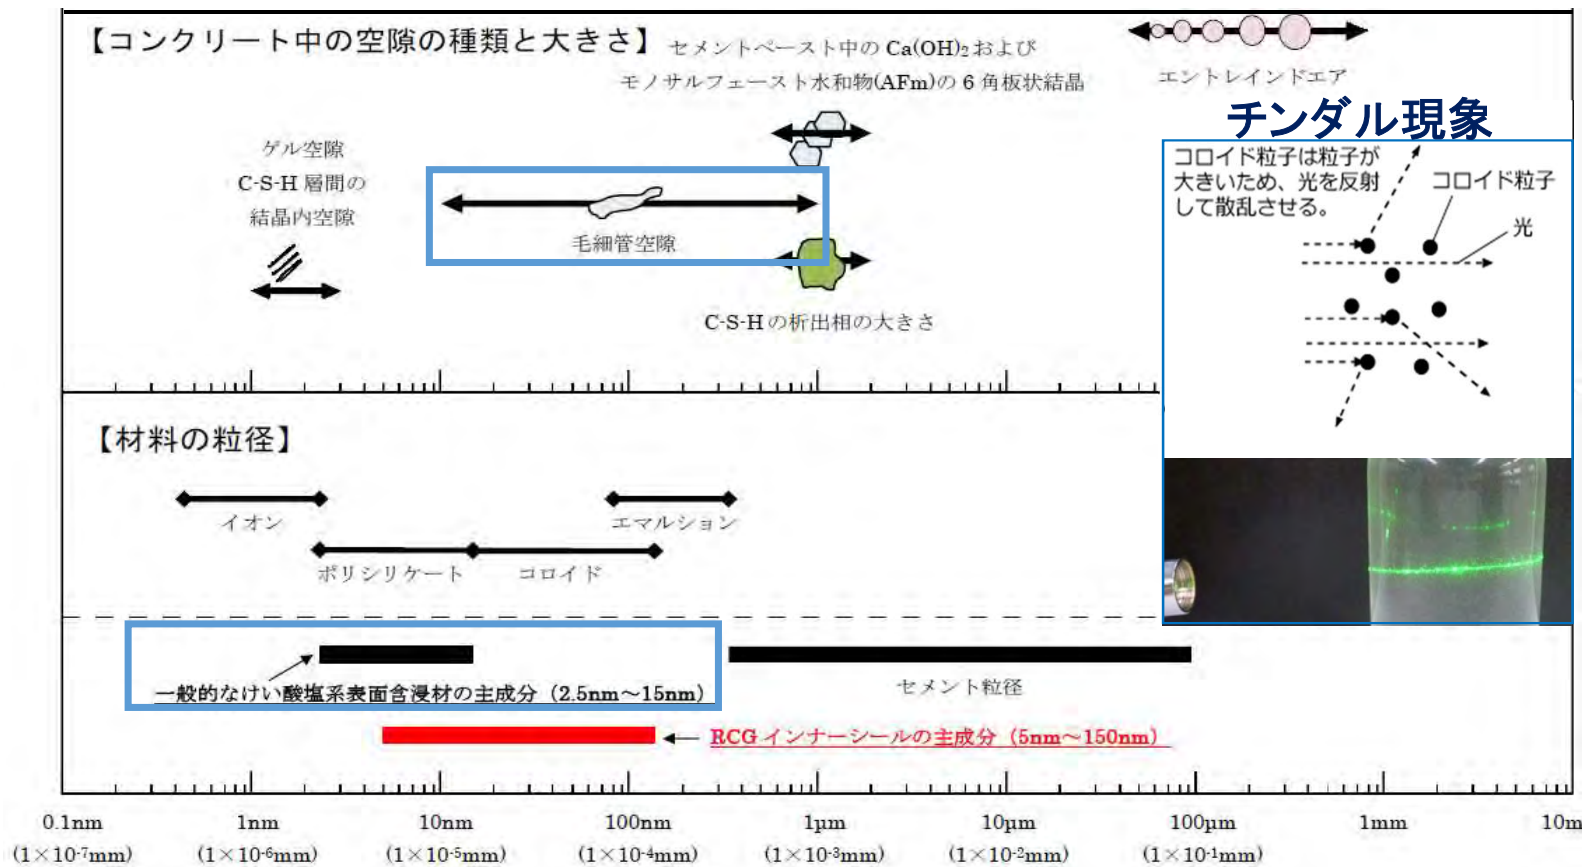 【コンクリート中の空隙の種類と大きさ】
セメントペースト中の Ca(OH)₂および
モノサルフェースト水和物(AFm)の 6 角板状結晶
エントレインドエア
チンダル現象
コロイド粒子は粒子が
大きいため、光を反射
して散乱させる。
コロイド粒子
光
ゲル空隙
C-S-H 層間の
結晶内空隙
毛細管空隙
C-S-H の析出相の大きさ
【材料の粒径】
イオン
エマルション
ポリシリケート
コロイド
一般的なけい酸塩系表面含浸材の主成分（2.5nm～15nm）
セメント粒径
RCG インナーシールの主成分（5nm～150nm）
0.1nm
1nm
10nm
100nm
1μm
10μm
100μm
1mm
10m
(1×10⁻⁷mm)
(1×10⁻⁶mm)
(1×10⁻⁵mm)
(1×10⁻⁴mm)
(1×10⁻³mm)
(1×10⁻²mm)
(1×10⁻¹mm)